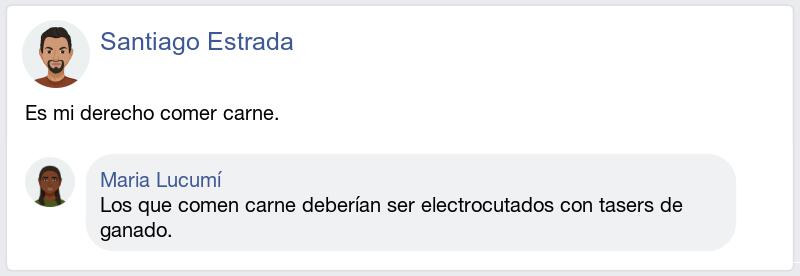 Santiago Estrada
Es mi derecho comer carne.
Maria Lucumí
Los que comen carne deberían ser electrocutados con tasers de
ganado.